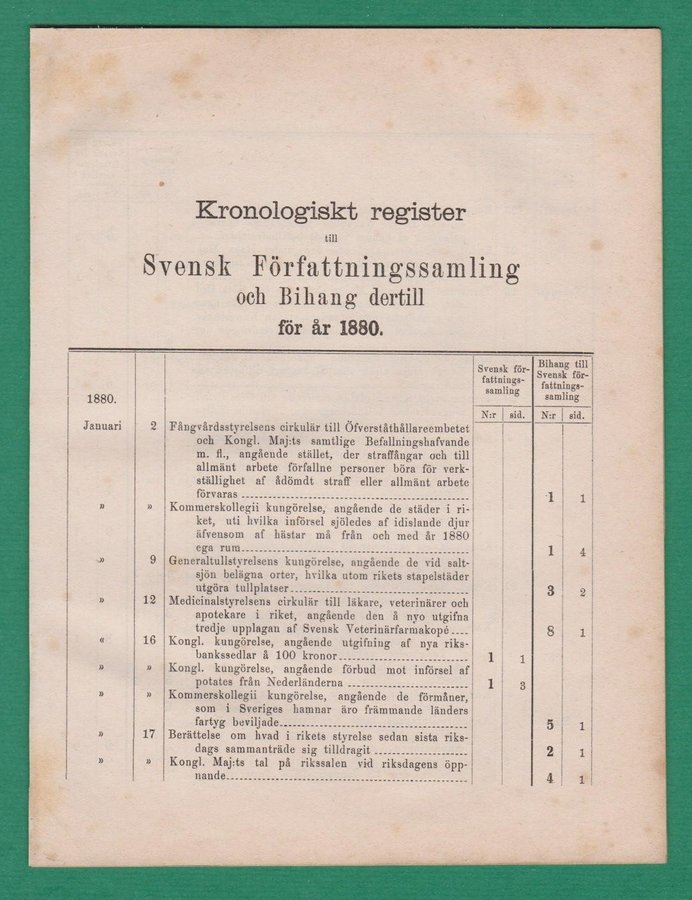 Kronologiskt register
till
Svensk Författningssamling
och Bihang dertill
för år 1880.
1880.
Svensk för-
fattnings-
samling
Bihang till
Svensk för-
fattnings-
samling
N:r sid. N:r sid.
Januari 2 Fångvårdsstyrelsens cirkulär till Öfverståthållareembetet
och Kongl. Maj:ts samtlige Befallningshafvande
m. fl., angående stället, der straffångar och till
allmänt arbete förfallne personer böra för verk-
ställighet af ådömdt straff eller allmänt arbete
förvaras 1 1
» » Kommerskollegii kungörelse, angående de städer i ri-
ket, uti hvilka införsel sjöledes af idislande djur
äfvensom af hästar må från och med år 1880
ega rum 1 4
» 9 Generaltullstyrelsens kungörelse, angående de vid salt-
sjön belägna orter, hvilka utom rikets stapelstäder
utgöra tullplatser 3 2
» 12 Medicinalstyrelsens cirkulär till läkare, veterinärer och
apotekare i riket, angående den å nyo utgifna
tredje upplagan af Svensk Veterinärfarmakopé 8 1
« 16 Kongl. kungörelse, angående utgifning af nya riks-
bankssedlar å 100 kronor 1 1
» » Kongl. kungörelse, angående förbud mot införsel af
potates från Nederländerna 1 3
» » Kommerskollegii kungörelse, angående de förmåner,
som i Sveriges hamnar äro främmande länders
fartyg beviljade 5 1
» 17 Berättelse om hvad i rikets styrelse sedan sista riks-
dags sammanträde sig tilldragit 2 1
» » Kongl. Maj:ts tal på rikssalen vid riksdagens öpp-
nande 4 1